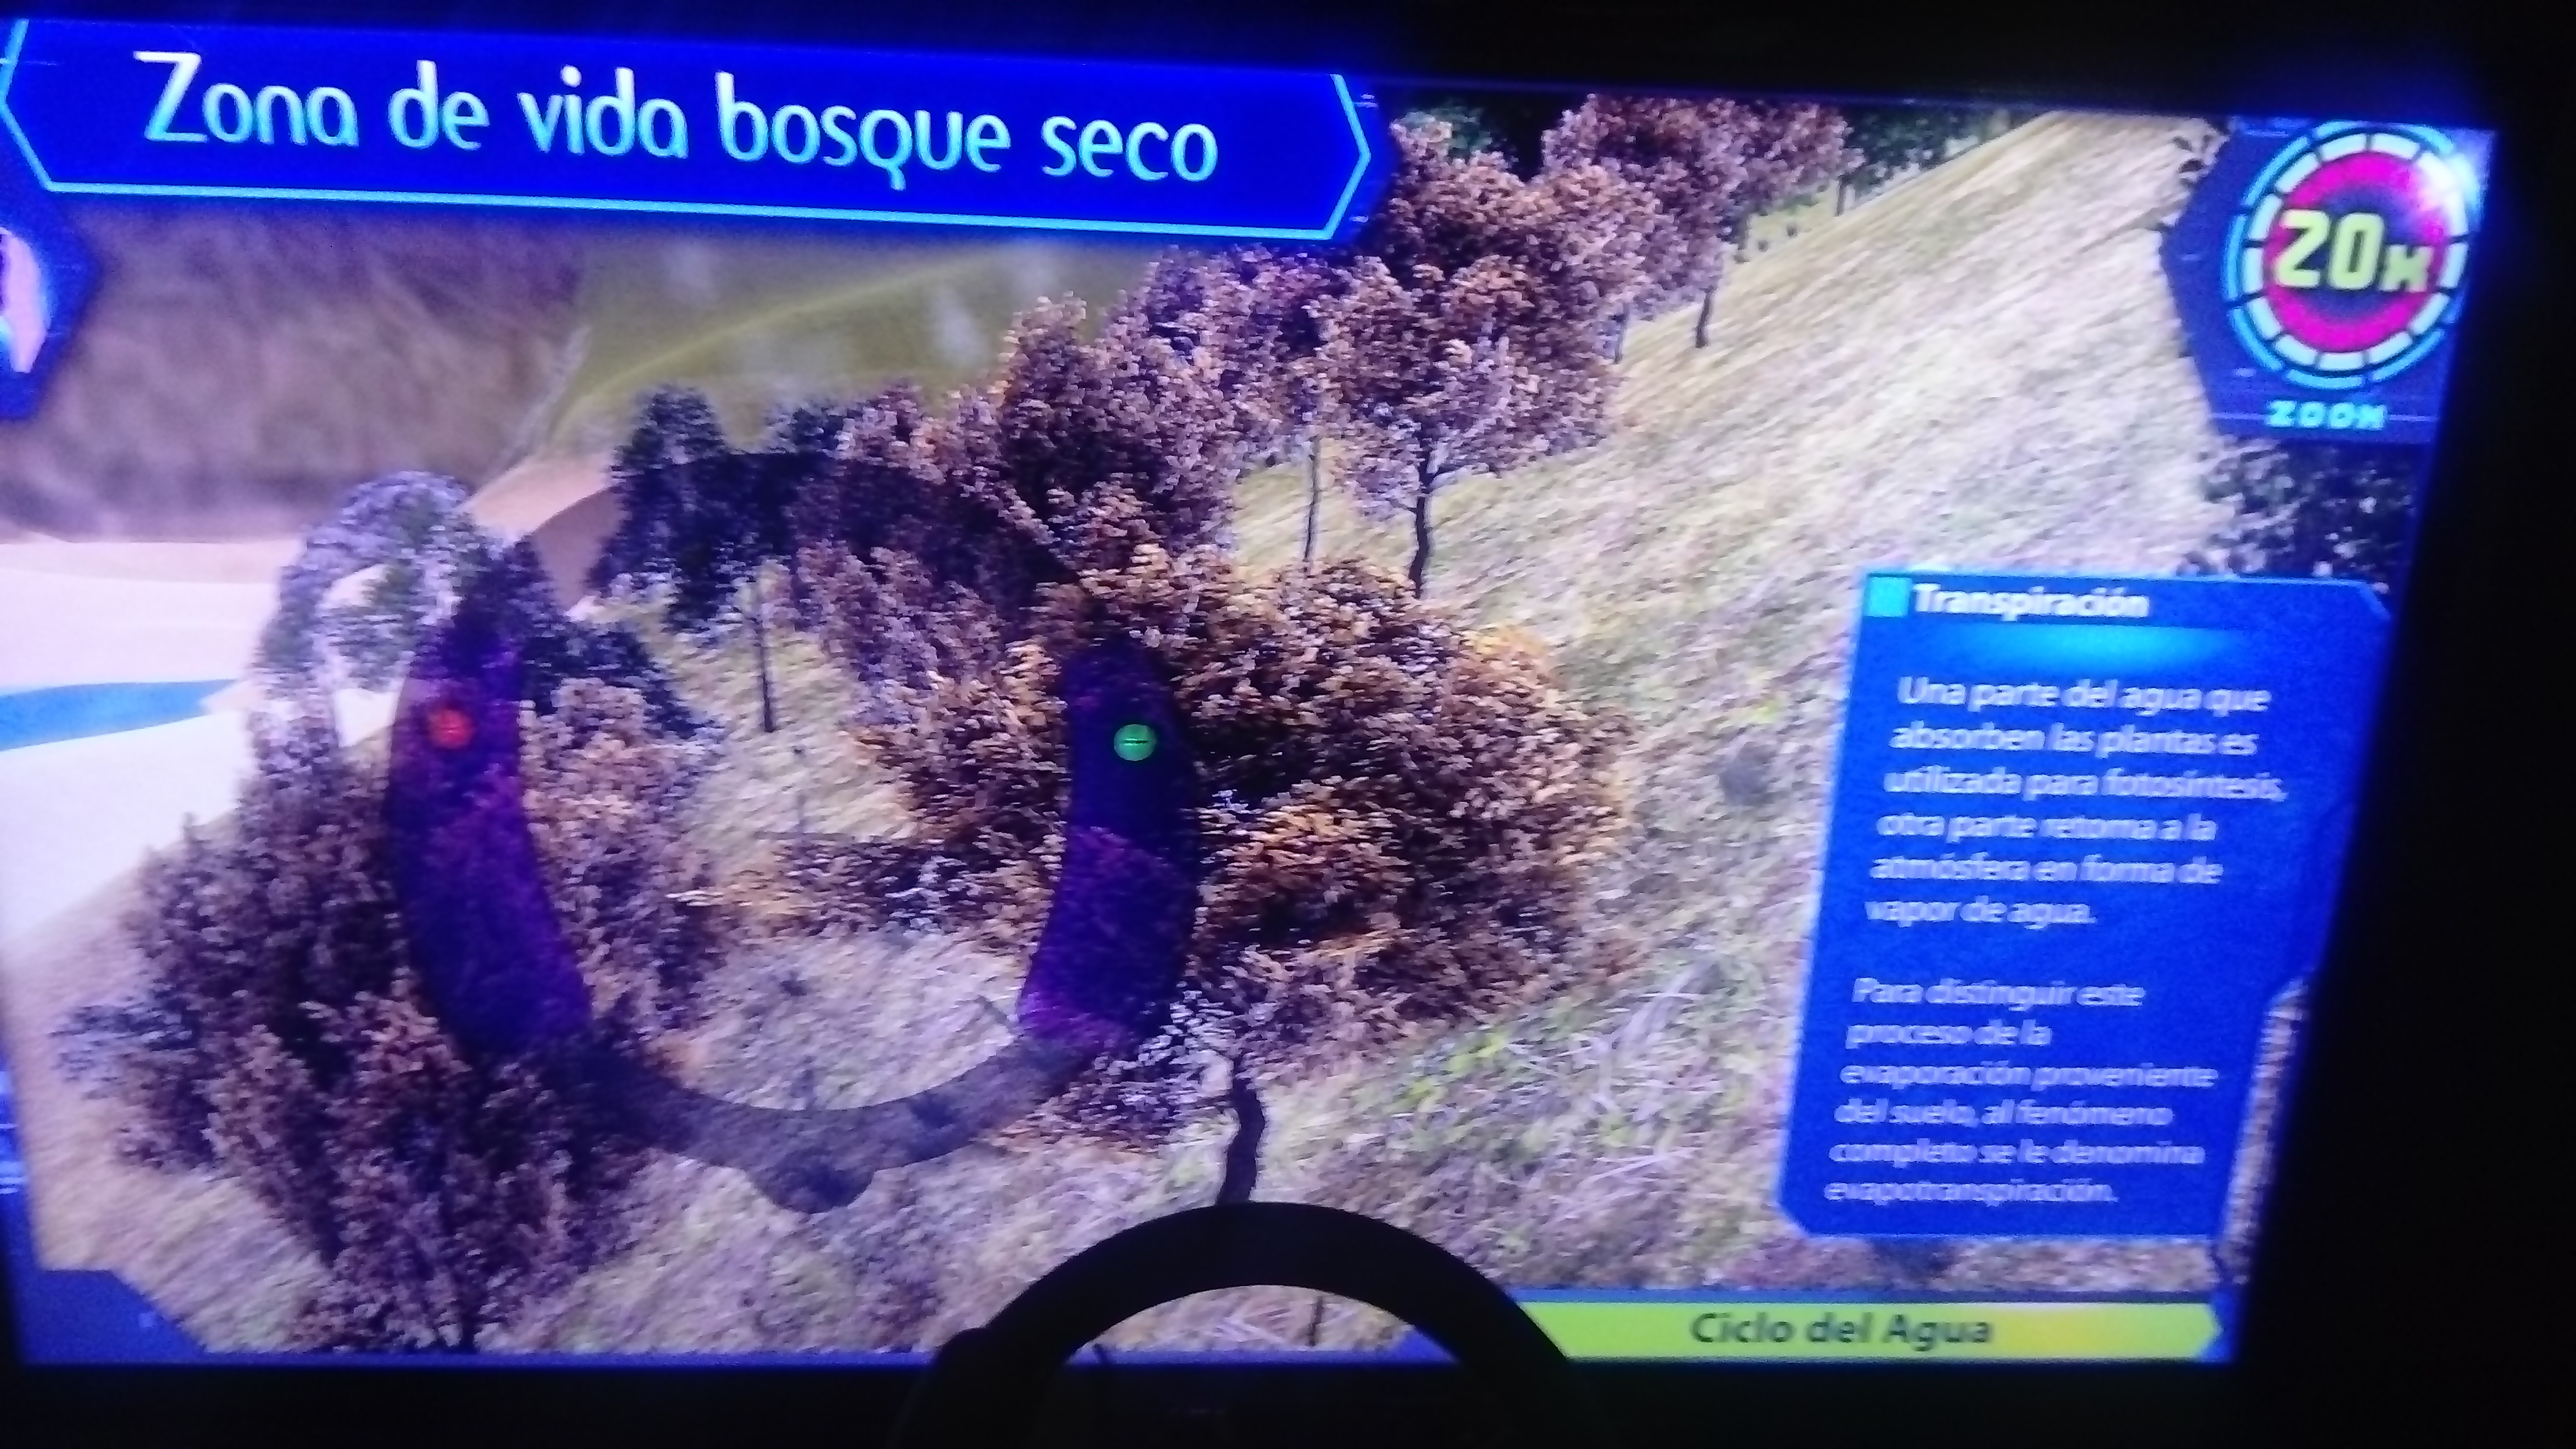 Zona de vida bosque seco
20x
ZOOM
Transpiración
Una parte del agua que
absorben las plantas es
utilizada para fotosíntesis,
otra parte retorna a la
atmósfera en forma de
vapor de agua.
Para distinguir este
proceso de la
evaporación proveniente
del suelo, al fenómeno
completo se le denomina
evapotranspiración.
Ciclo del Agua